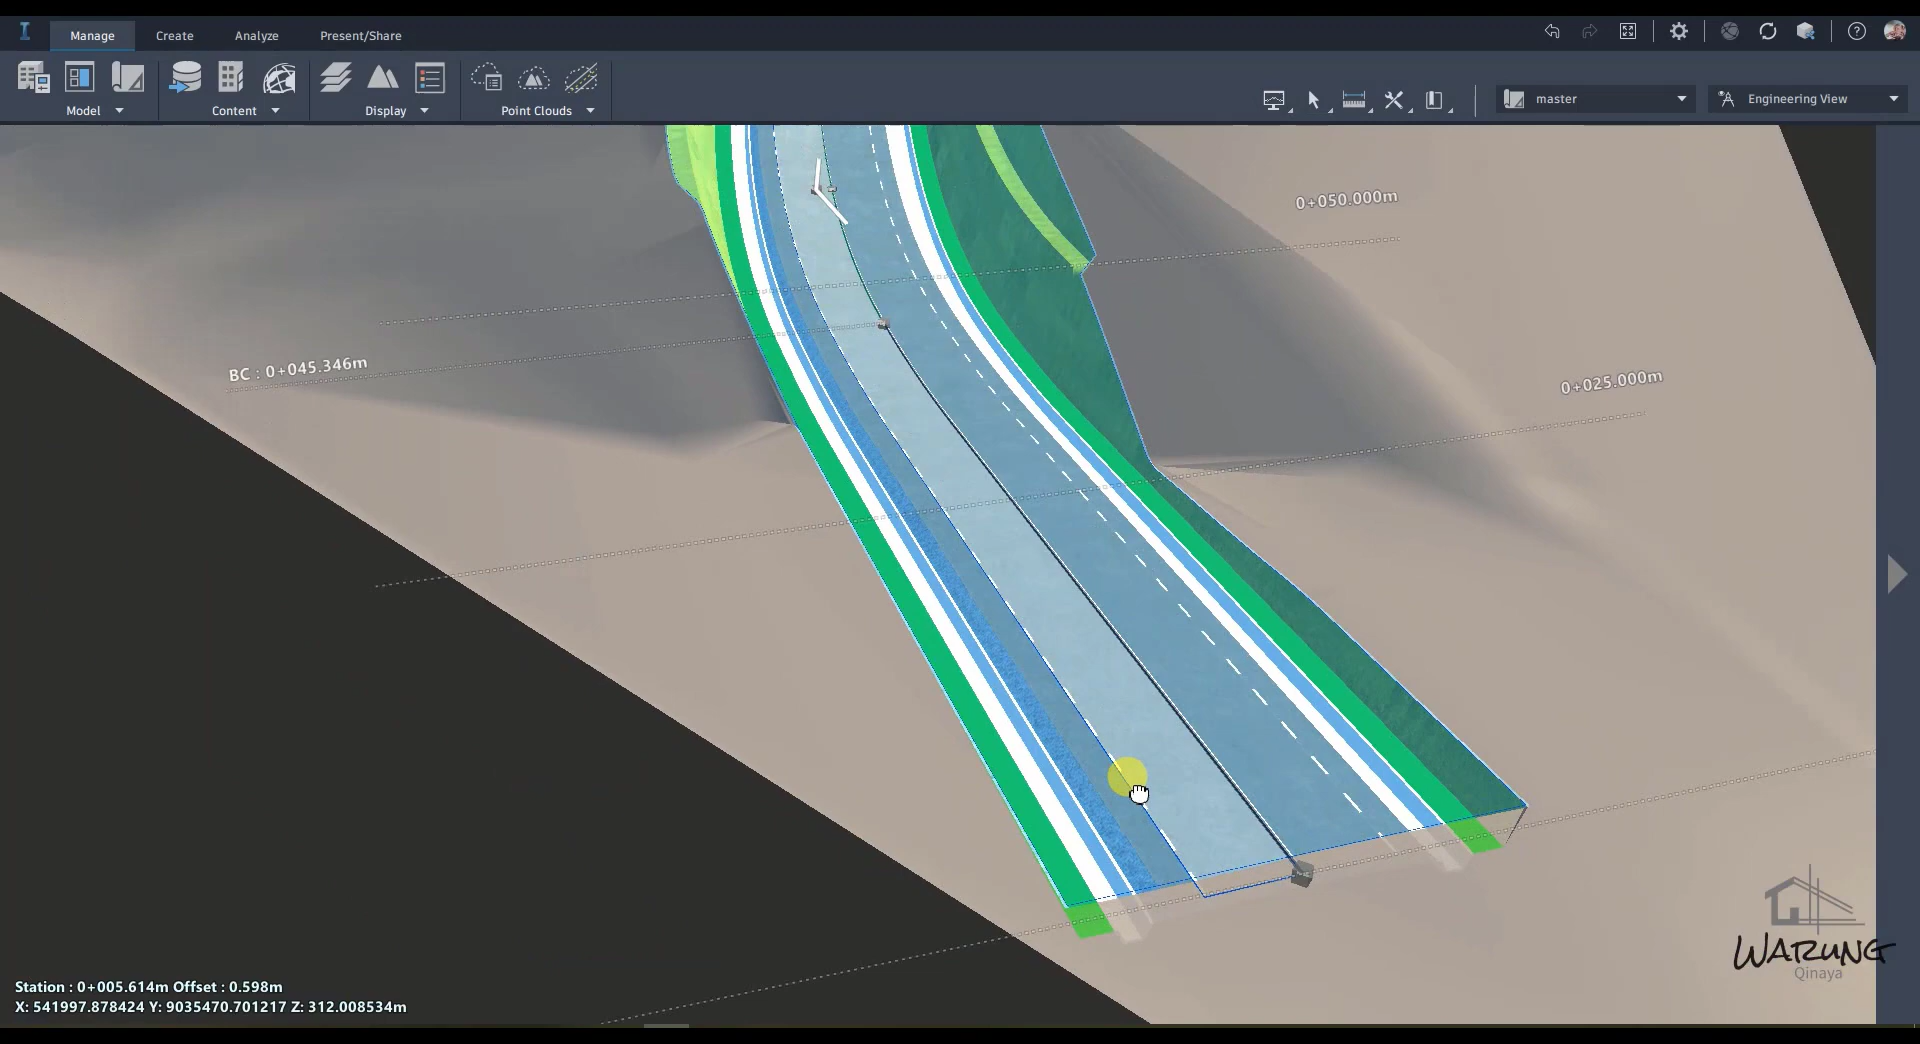 Manage
Create
Analyze
Present/Share
Model
Content
Display
Point Clouds
master
Engineering View
0+050.000m
BC : 0+045.346m
0+025.000m
WARUNG
Qinaya
Station : 0+005.614m Offset : 0.598m
X: 541997.878424 Y: 9035470.701217 Z: 312.008534m